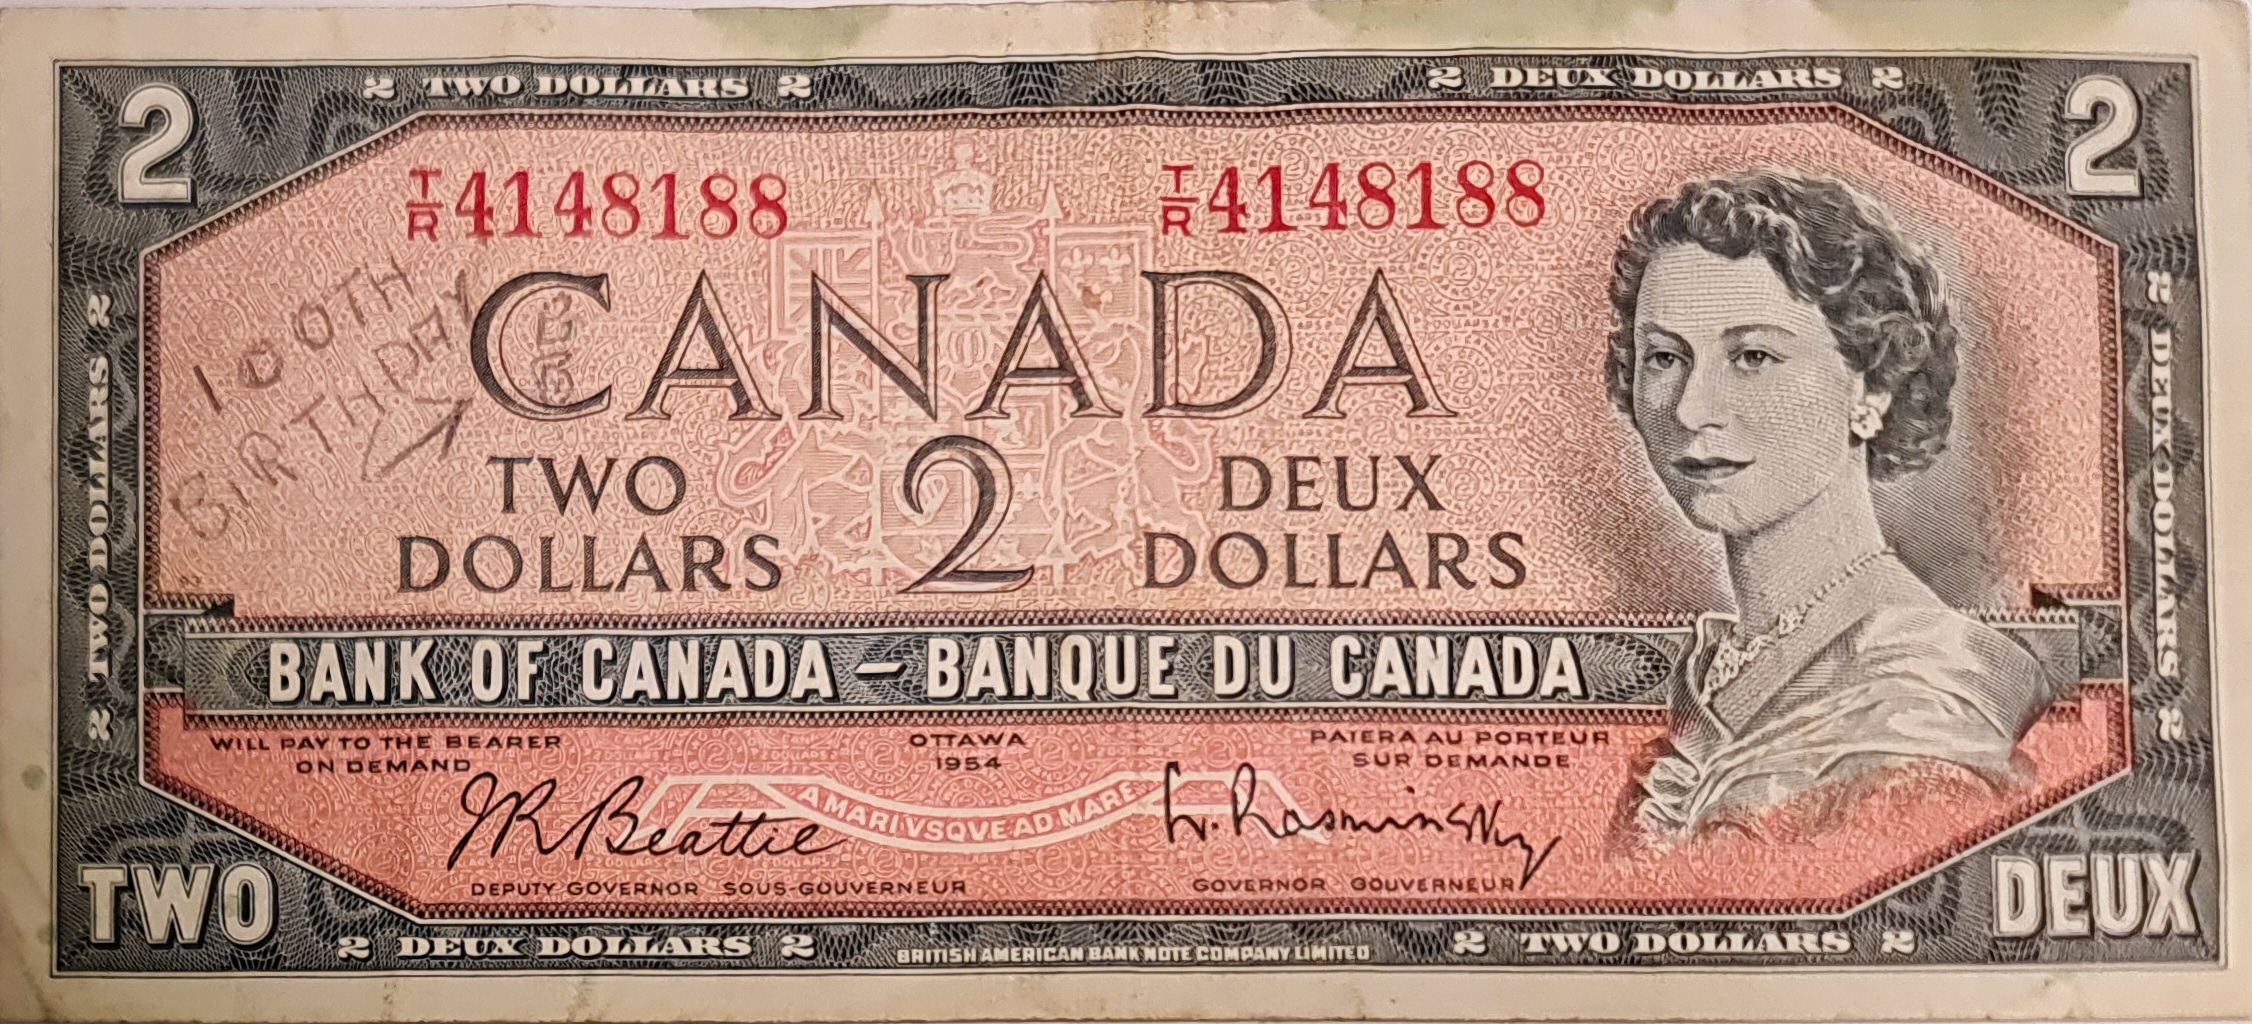 2 TWO DOLLARS 2
2 DEUX DOLLARS 2
2
2
T/R 4148188
T/R 4148188
100TH
BIRTHDAY
CANADA
TWO
DOLLARS
2
DEUX
DOLLARS
2 TWO DOLLARS 2
2 DEUX DOLLARS 2
BANK OF CANADA – BANQUE DU CANADA
WILL PAY TO THE BEARER
ON DEMAND
OTTAWA
1954
PAIERA AU PORTEUR
SUR DEMANDE
JR Beattie
A MARI VSQVE AD MARE
L. Rasminsky
DEPUTY GOVERNOR SOUS-GOUVERNEUR
GOVERNOR GOUVERNEUR
TWO
DEUX
2 DEUX DOLLARS 2
BRITISH AMERICAN BANK NOTE COMPANY LIMITED
2 TWO DOLLARS 2